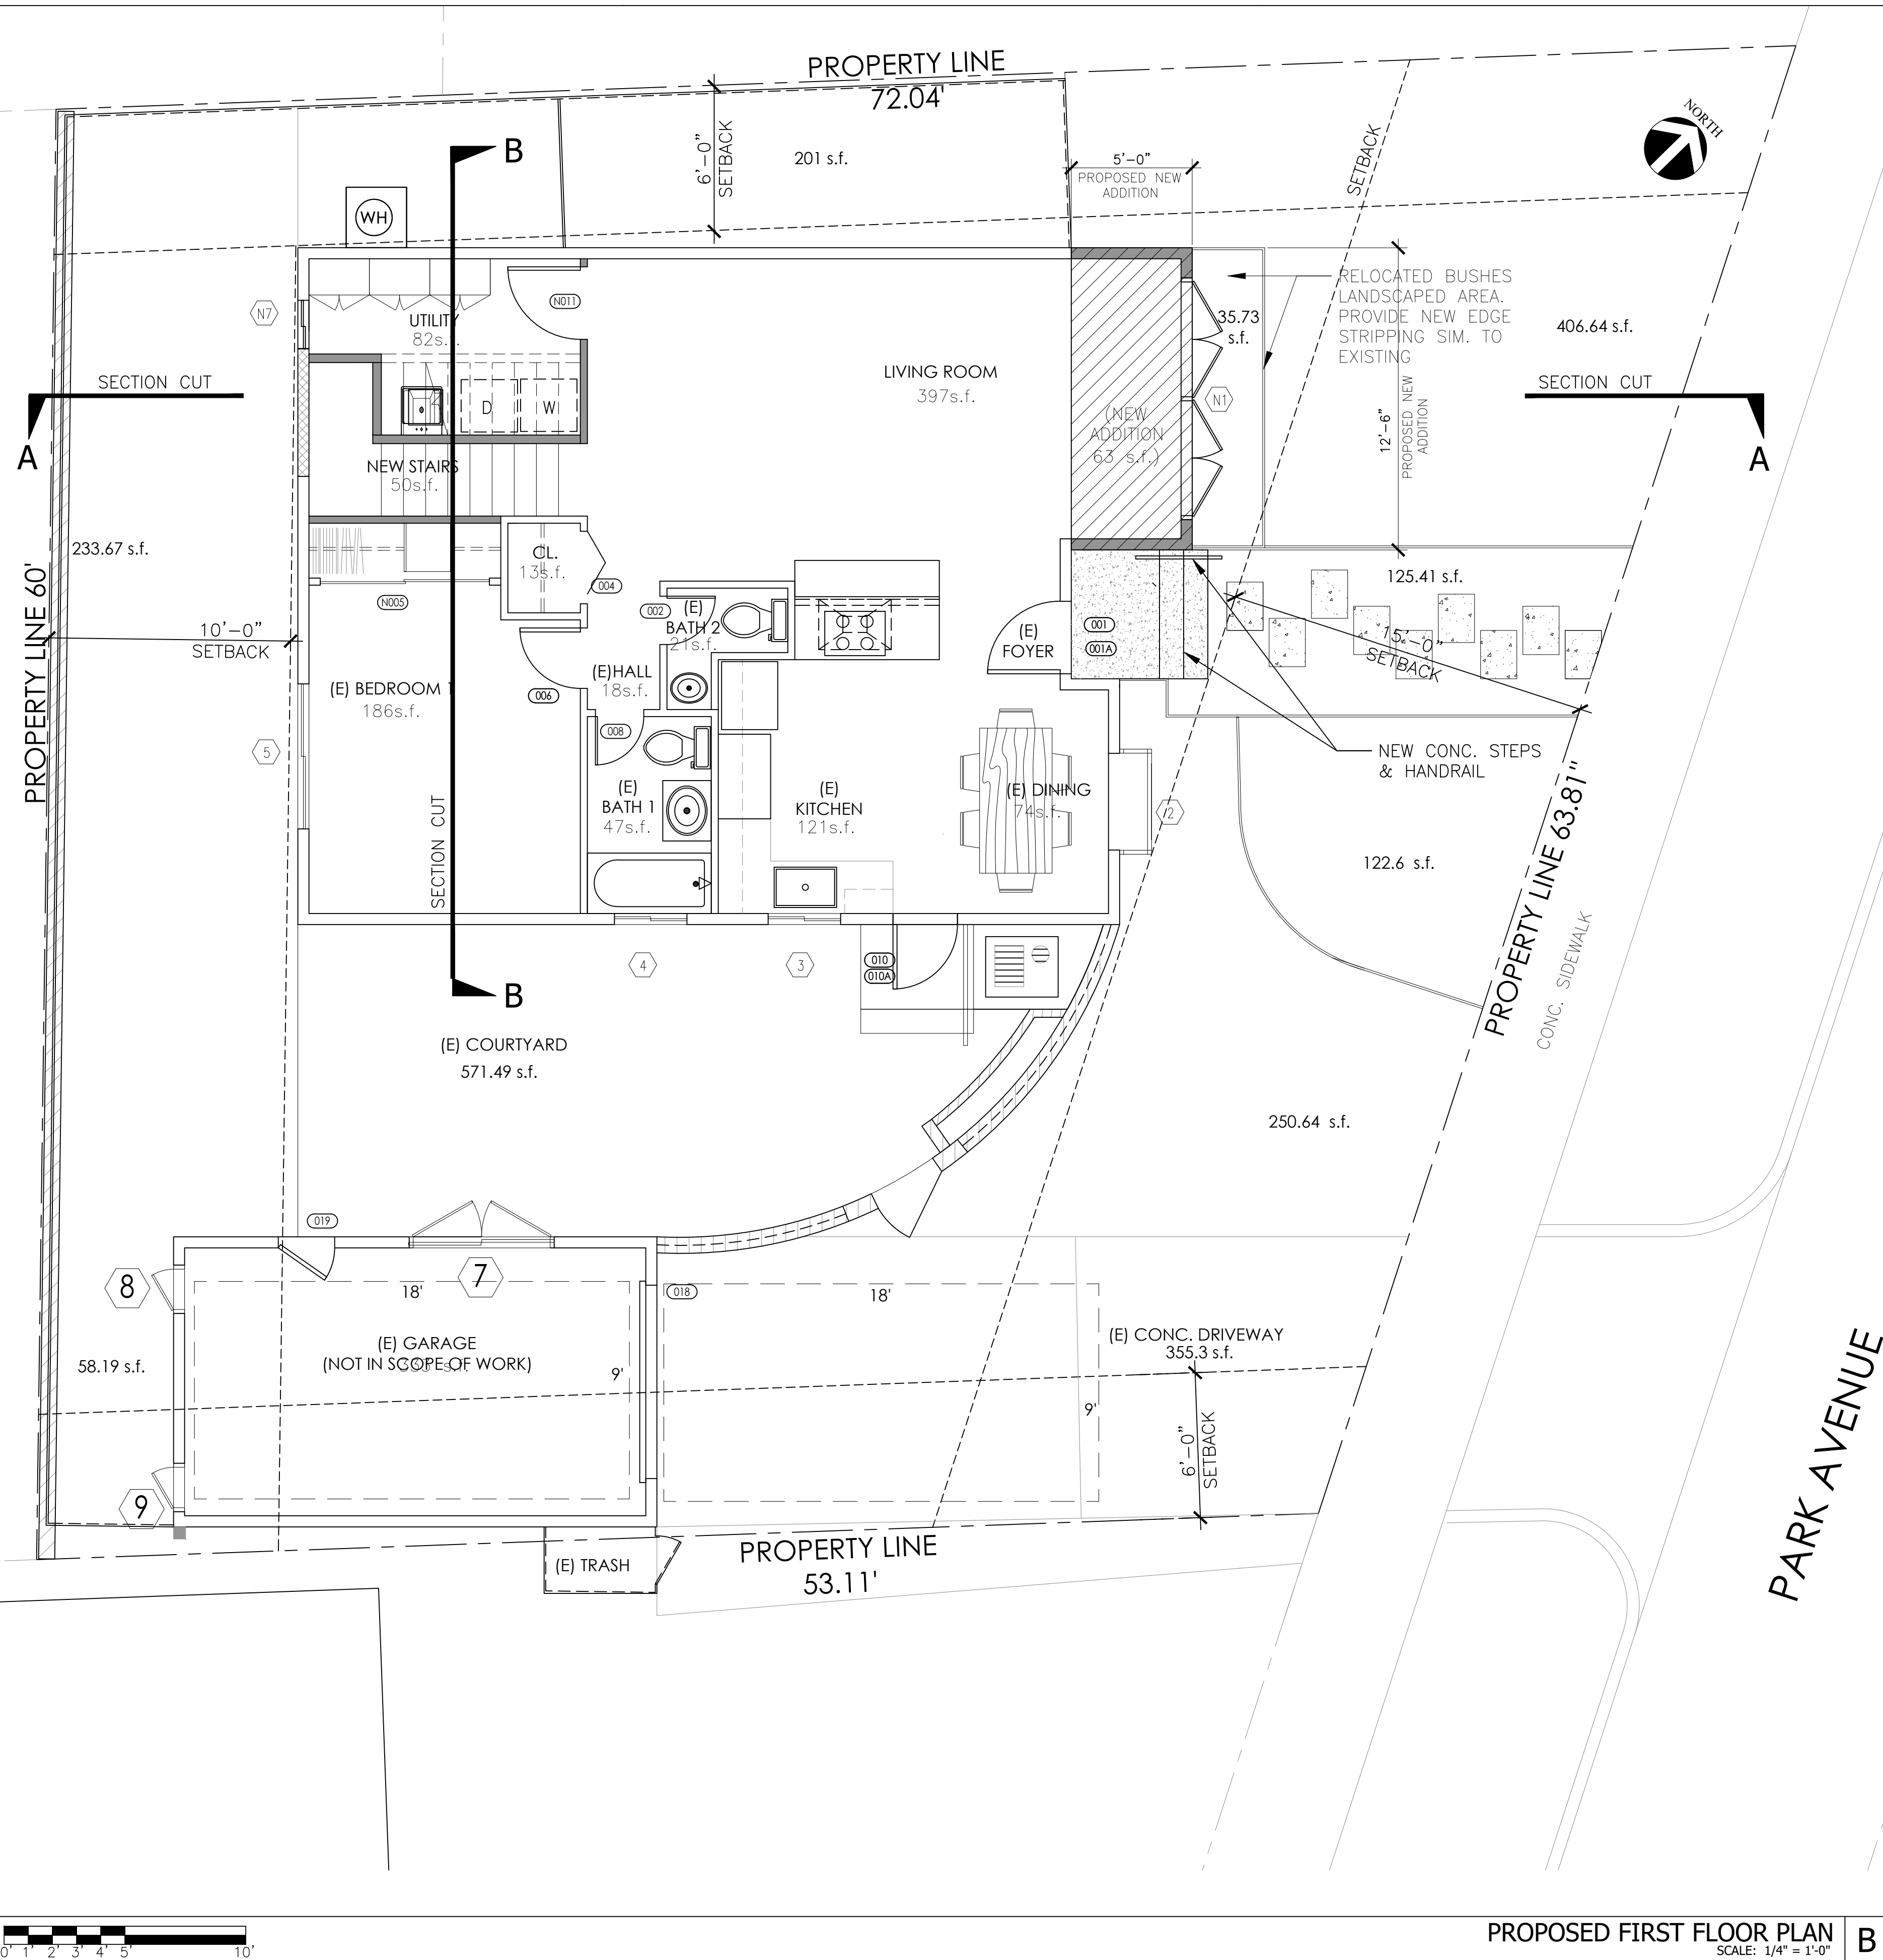 PROPERTY LINE
72.04'
NORTH
B
6'-0"
SETBACK
201 s.f.
5'-0"
PROPOSED NEW
ADDITION
SETBACK
WH
N7
N011
UTILITY
82s.f.
RELOCATED BUSHES
LANDSCAPED AREA.
PROVIDE NEW EDGE
STRIPPING SIM. TO
EXISTING
35.73
s.f.
406.64 s.f.
SECTION CUT
A
LIVING ROOM
397s.f.
D
W
N1
(NEW
ADDITION
63 s.f.)
12'-6"
PROPOSED NEW
ADDITION
SECTION CUT
A
NEW STAIRS
50s.f.
233.67 s.f.
PROPERTY LINE 60'
CL.
13s.f.
004
N005
002
(E)
BATH 2
21s.f.
125.41 s.f.
10'-0"
SETBACK
(E)
FOYER
001
001A
15'-0"
SETBACK
(E) BEDROOM 1
186s.f.
006
(E)HALL
18s.f.
008
5
NEW CONC. STEPS
& HANDRAIL
SECTION CUT
(E)
BATH 1
47s.f.
(E)
KITCHEN
121s.f.
(E) DINING
74s.f.
2
122.6 s.f.
PROPERTY LINE 63.81"
CONC. SIDEWALK
4
3
010
010A
B
(E) COURTYARD
571.49 s.f.
250.64 s.f.
019
8
7
18'
018
18'
(E) GARAGE
(NOT IN SCOPE OF WORK)
9'
58.19 s.f.
(E) CONC. DRIVEWAY
355.3 s.f.
9'
6'-0"
SETBACK
9
(E) TRASH
PROPERTY LINE
53.11'
PARK AVENUE
0' 1' 2' 3' 4' 5' 10'
PROPOSED FIRST FLOOR PLAN
SCALE: 1/4" = 1'-0"
B